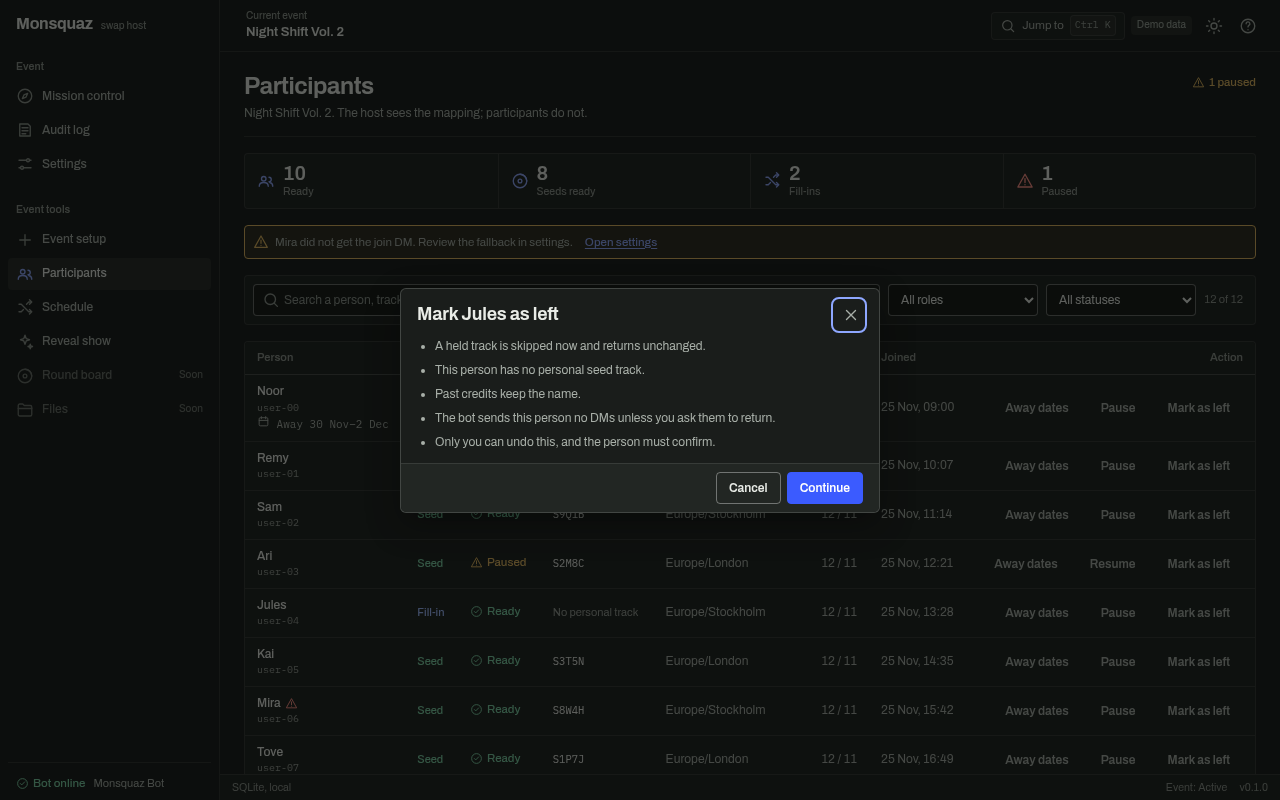 Monsquaz swap host
Event
Mission control
Audit log
Settings
Event tools
Event setup
Participants
Schedule
Reveal show
Round board Soon
Files Soon
Bot online Monsquaz Bot
Current event
Night Shift Vol. 2
Jump to Ctrl K
Demo data
Participants
1 paused
Night Shift Vol. 2. The host sees the mapping; participants do not.
10
Ready
8
Seeds ready
2
Fill-ins
1
Paused
Mira did not get the join DM. Review the fallback in settings. Open settings
Search a person, track
All roles
All statuses
12 of 12
Mark Jules as left
A held track is skipped now and returns unchanged.
This person has no personal seed track.
Past credits keep the name.
The bot sends this person no DMs unless you ask them to return.
Only you can undo this, and the person must confirm.
Cancel Continue
Person Joined Action
Noor
user-00
Away 30 Nov–2 Dec
25 Nov, 09:00 Away dates Pause Mark as left
Remy
user-01
25 Nov, 10:07 Away dates Pause Mark as left
Sam
user-02
Seed Ready S9Q1B Europe/Stockholm 12 / 11 25 Nov, 11:14 Away dates Pause Mark as left
Ari
user-03
Seed Paused S2M8C Europe/London 12 / 11 25 Nov, 12:21 Away dates Resume Mark as left
Jules
user-04
Fill-in Ready No personal track Europe/Stockholm 12 / 11 25 Nov, 13:28 Away dates Pause Mark as left
Kai
user-05
Seed Ready S3T5N Europe/London 12 / 11 25 Nov, 14:35 Away dates Pause Mark as left
Mira
user-06
Seed Ready S8W4H Europe/Stockholm 12 / 11 25 Nov, 15:42 Away dates Pause Mark as left
Tove
user-07
Seed Ready S1P7J Europe/London 12 / 11 25 Nov, 16:49 Away dates Pause Mark as left
SQLite, local
Event: Active v0.1.0